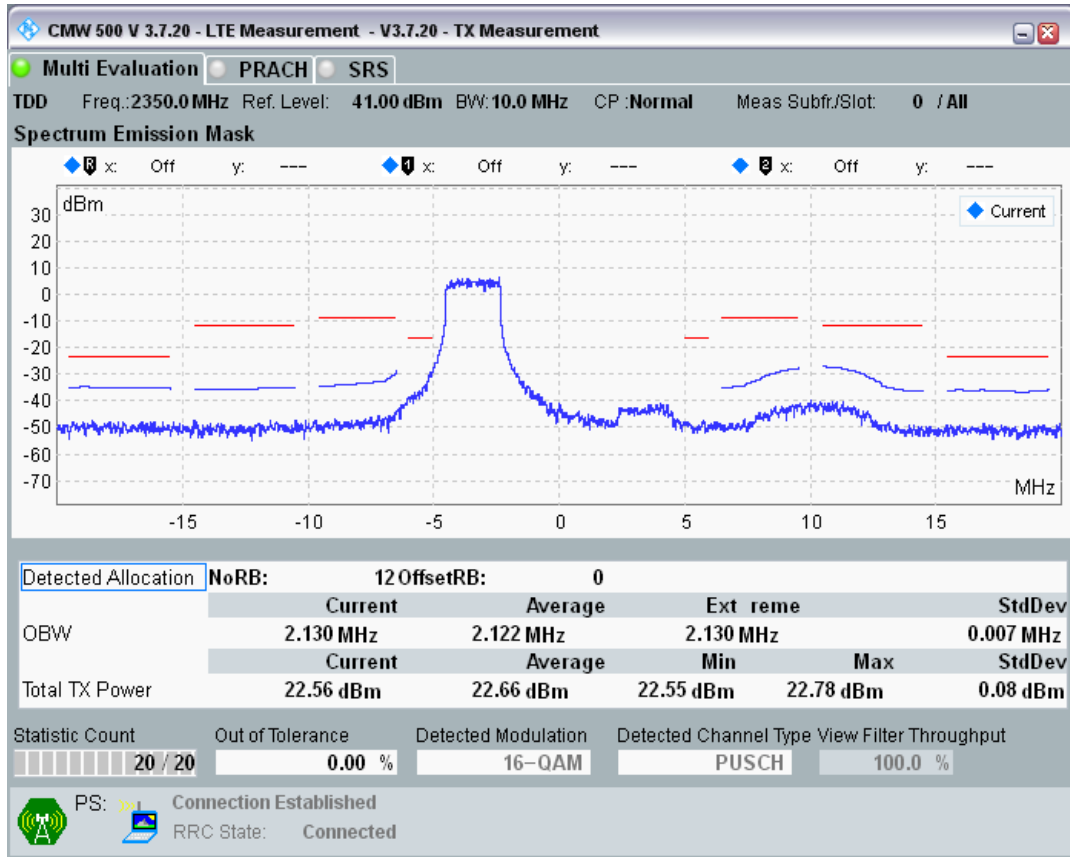 CMW 500 V 3.7.20 - LTE Measurement - V3.7.20 - TX Measurement
Multi Evaluation PRACH SRS
TDD Freq.:2350.0 MHz Ref. Level: 41.00 dBm BW: 10.0 MHz CP :Normal Meas Subfr./Slot: 0 / All
Spectrum Emission Mask
R x: Off y: --- 1 x: Off y: --- 2 x: Off y: ---
dBm
Current
30
20
10
0
-10
-20
-30
-40
-50
-60
-70
MHz
-15 -10 -5 0 5 10 15
Detected Allocation NoRB: 12 OffsetRB: 0
Current Average Ext reme StdDev
OBW 2.130 MHz 2.122 MHz 2.130 MHz 0.007 MHz
Current Average Min Max StdDev
Total TX Power 22.56 dBm 22.66 dBm 22.55 dBm 22.78 dBm 0.08 dBm
Statistic Count Out of Tolerance Detected Modulation Detected Channel Type View Filter Throughput
20 / 20 0.00 % 16-QAM PUSCH 100.0 %
PS: Connection Established
RRC State: Connected